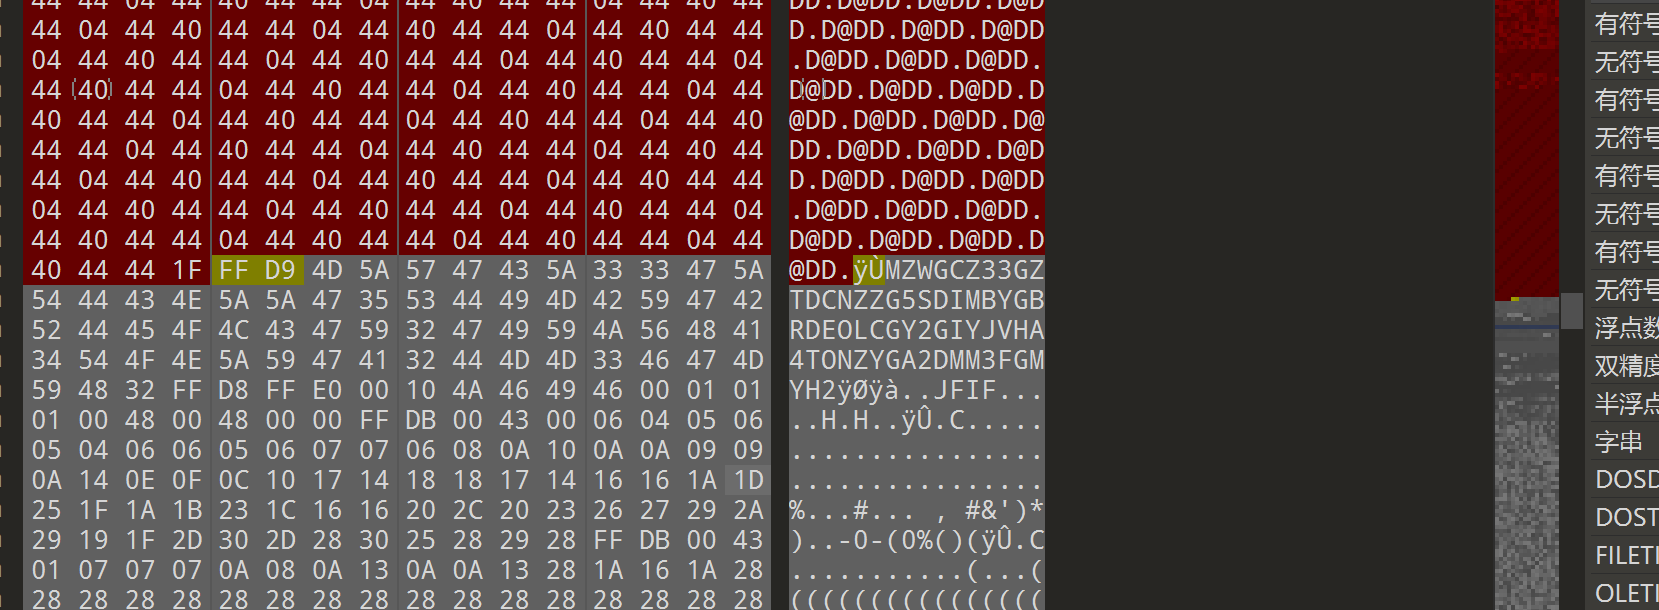 44 44 04 44 40 44 44 04 44 40 44 44 04 44 40 44 DD.D@DD.D@DD.D@D
44 04 44 40 44 44 04 44 40 44 44 04 44 40 44 44 D.D@DD.D@DD.D@DD
04 44 40 44 44 04 44 40 44 44 04 44 40 44 44 04 .D@DD.D@DD.D@DD.
44 40 44 44 04 44 40 44 44 04 44 40 44 44 04 44 D@DD.D@DD.D@DD.D
40 44 44 04 44 40 44 44 04 44 40 44 44 04 44 40 @DD.D@DD.D@DD.D@
44 44 04 44 40 44 44 04 44 40 44 44 04 44 40 44 DD.D@DD.D@DD.D@D
44 04 44 40 44 44 04 44 40 44 44 04 44 40 44 44 D.D@DD.D@DD.D@DD
04 44 40 44 44 04 44 40 44 44 04 44 40 44 44 04 .D@DD.D@DD.D@DD.
44 40 44 44 04 44 40 44 44 04 44 40 44 44 04 44 D@DD.D@DD.D@DD.D
40 44 44 1F FF D9 4D 5A 57 47 43 5A 33 33 47 5A @DD.ÿÙMZWGCZ33GZ
54 44 43 4E 5A 5A 47 35 53 44 49 4D 42 59 47 42 TDCNZZG5SDIMBYGB
52 44 45 4F 4C 43 47 59 32 47 49 59 4A 56 48 41 RDEOLCGY2GIYJVHA
34 54 4F 4E 5A 59 47 41 32 44 4D 4D 33 46 47 4D 4TONZYGA2DMM3FGM
59 48 32 FF D8 FF E0 00 10 4A 46 49 46 00 01 01 YH2ÿØÿà..JFIF...
01 00 48 00 48 00 00 FF DB 00 43 00 06 04 05 06 ..H.H..ÿÛ.C.....
05 04 06 06 05 06 07 07 06 08 0A 10 0A 0A 09 09 ................
0A 14 0E 0F 0C 10 17 14 18 18 17 14 16 16 1A 1D ................
25 1F 1A 1B 23 1C 16 16 20 2C 20 23 26 27 29 2A %...#... , #&')*
29 19 1F 2D 30 2D 28 30 25 28 29 28 FF DB 00 43 )..-0-(0%()(ÿÛ.C
01 07 07 07 0A 08 0A 13 0A 0A 13 28 1A 16 1A 28 ...........(...(
28 28 28 28 28 28 28 28 28 28 28 28 28 28 28 28 ((((((((((((((((
有符号
无符号
有符号
无符号
有符号
无符号
有符号
无符号
浮点数
双精度
半浮点
字串
DOSD
DOST
FILETI
OLETI